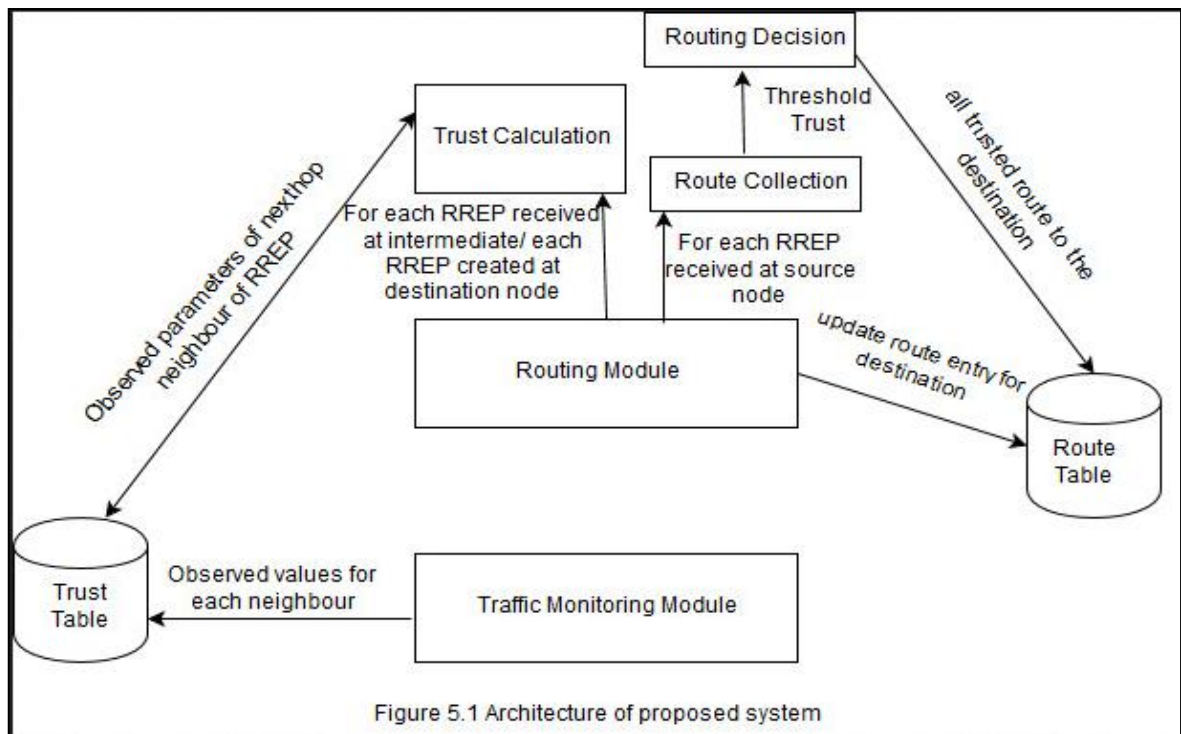 Routing Decision
Threshold
Trust
all trusted route to the
destination
Trust Calculation
Route Collection
For each RREP received
at intermediate/ each
RREP created at
destination node
For each RREP
received at source
node
Observed parameters of nexthop
neighbour of RREP
Routing Module
update route entry for
destination
Route
Table
Trust
Table
Observed values for
each neighbour
Traffic Monitoring Module
Figure 5.1 Architecture of proposed system